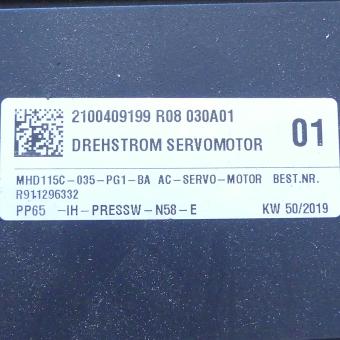 2100409199 R08 030A01
DREHSTROM SERVOMOTOR 01
MHD115C-035-PG1-BA AC-SERVO-MOTOR BEST.NR.
R911296332
PP65 -IH-PRESSW-N58-E KW 50/2019